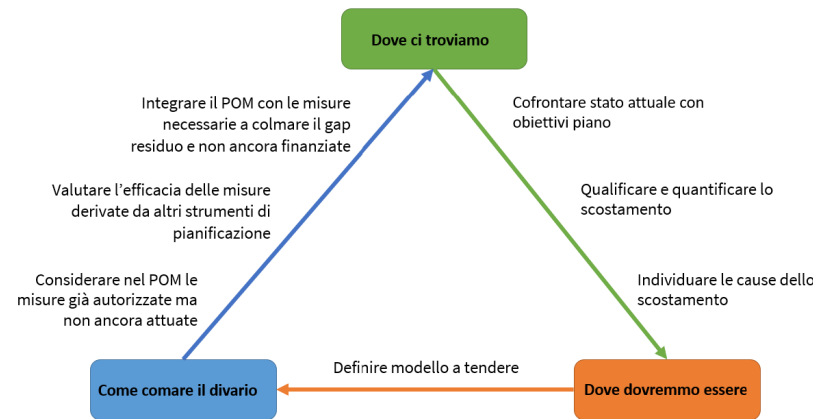 Dove ci troviamo
Integrare il POM con le misure
necessarie a colmare il gap
residuo e non ancora finanziate
Cofrontare stato attuale con
obiettivi piano
Valutare l'efficacia delle misure
derivate da altri strumenti di
pianificazione
Qualificare e quantificare lo
scostamento
Considerare nel POM le
misure già autorizzate ma
non ancora attuate
Individuare le cause dello
scostamento
Come comare il divario
Definire modello a tendere
Dove dovremmo essere